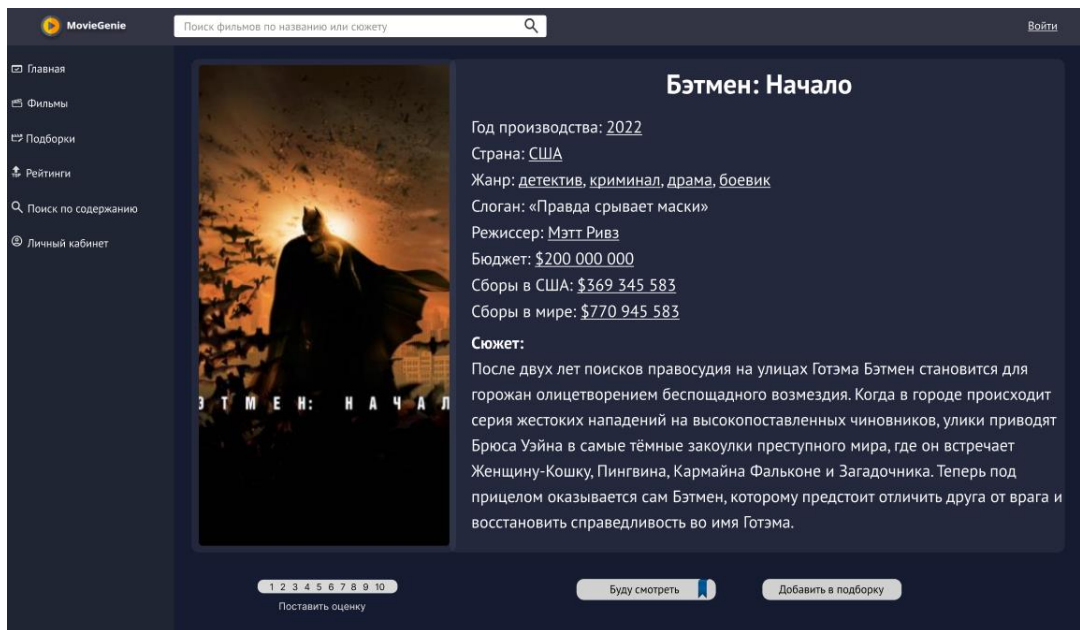 MovieGenie
Поиск фильмов по названию или сюжету
Войти
Главная
Фильмы
Подборки
Рейтинги
Поиск по содержанию
Личный кабинет
ЭТМЕН: НАЧАЛ
Бэтмен: Начало
Год производства: 2022
Страна: США
Жанр: детектив, криминал, драма, боевик
Слоган: «Правда срывает маски»
Режиссер: Мэтт Ривз
Бюджет: $200 000 000
Сборы в США: $369 345 583
Сборы в мире: $770 945 583
Сюжет:
После двух лет поисков правосудия на улицах Готэма Бэтмен становится для
горожан олицетворением беспощадного возмездия. Когда в городе происходит
серия жестоких нападений на высокопоставленных чиновников, улики приводят
Брюса Уэйна в самые тёмные закоулки преступного мира, где он встречает
Женщину-Кошку, Пингвина, Кармайна Фальконе и Загадочника. Теперь под
прицелом оказывается сам Бэтмен, которому предстоит отличить друга от врага и
восстановить справедливость во имя Готэма.
1 2 3 4 5 6 7 8 9 10
Поставить оценку
Буду смотреть
Добавить в подборку